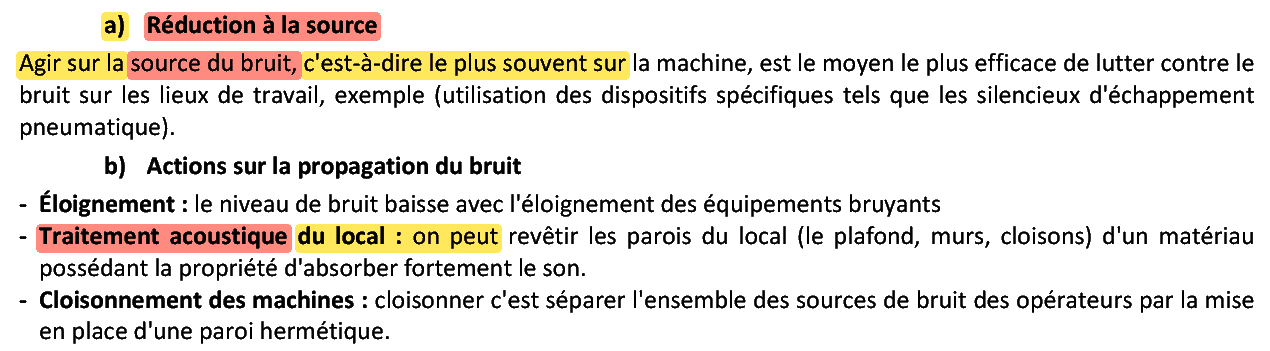 a) Réduction à la source
Agir sur la source du bruit, c'est-à-dire le plus souvent sur la machine, est le moyen le plus efficace de lutter contre le
bruit sur les lieux de travail, exemple (utilisation des dispositifs spécifiques tels que les silencieux d'échappement
pneumatique).
b) Actions sur la propagation du bruit
- Éloignement : le niveau de bruit baisse avec l'éloignement des équipements bruyants
- Traitement acoustique du local : on peut revêtir les parois du local (le plafond, murs, cloisons) d'un matériau
possédant la propriété d'absorber fortement le son.
- Cloisonnement des machines : cloisonner c'est séparer l'ensemble des sources de bruit des opérateurs par la mise
en place d'une paroi hermétique.